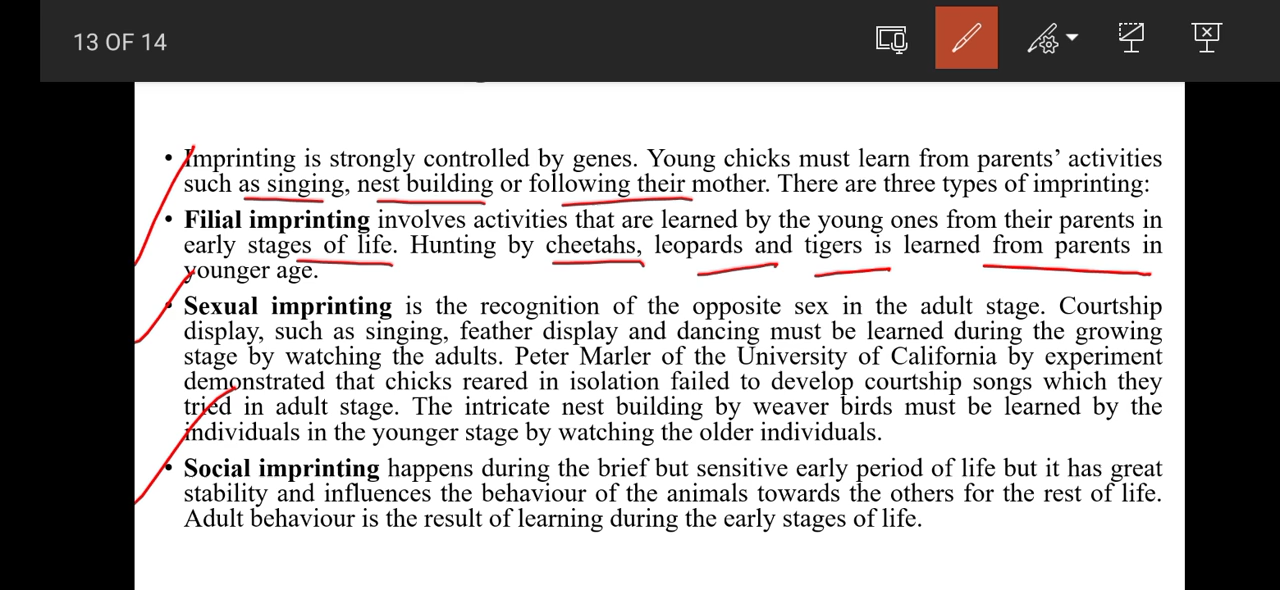 13 OF 14
• Imprinting is strongly controlled by genes. Young chicks must learn from parents’ activities
such as singing, nest building or following their mother. There are three types of imprinting:
• Filial imprinting involves activities that are learned by the young ones from their parents in
early stages of life. Hunting by cheetahs, leopards and tigers is learned from parents in
younger age.
• Sexual imprinting is the recognition of the opposite sex in the adult stage. Courtship
display, such as singing, feather display and dancing must be learned during the growing
stage by watching the adults. Peter Marler of the University of California by experiment
demonstrated that chicks reared in isolation failed to develop courtship songs which they
tried in adult stage. The intricate nest building by weaver birds must be learned by the
individuals in the younger stage by watching the older individuals.
• Social imprinting happens during the brief but sensitive early period of life but it has great
stability and influences the behaviour of the animals towards the others for the rest of life.
Adult behaviour is the result of learning during the early stages of life.